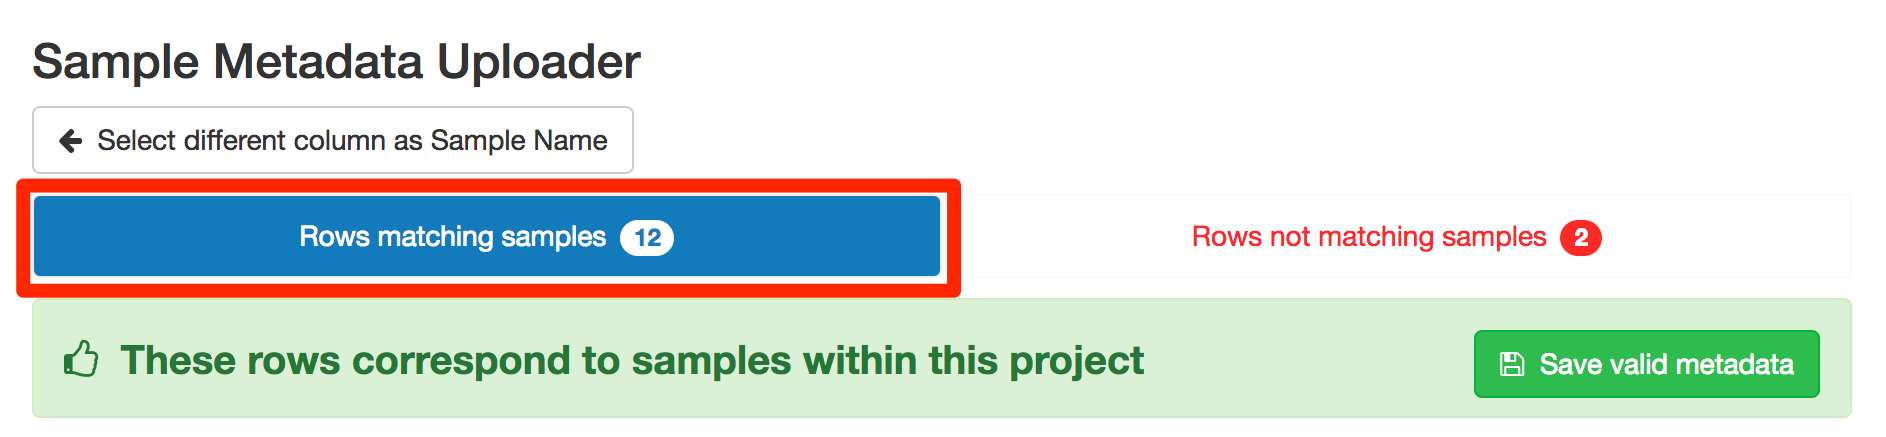 Sample Metadata Uploader
Select different column as Sample Name
Rows matching samples 12
Rows not matching samples 2
These rows correspond to samples within this project
Save valid metadata